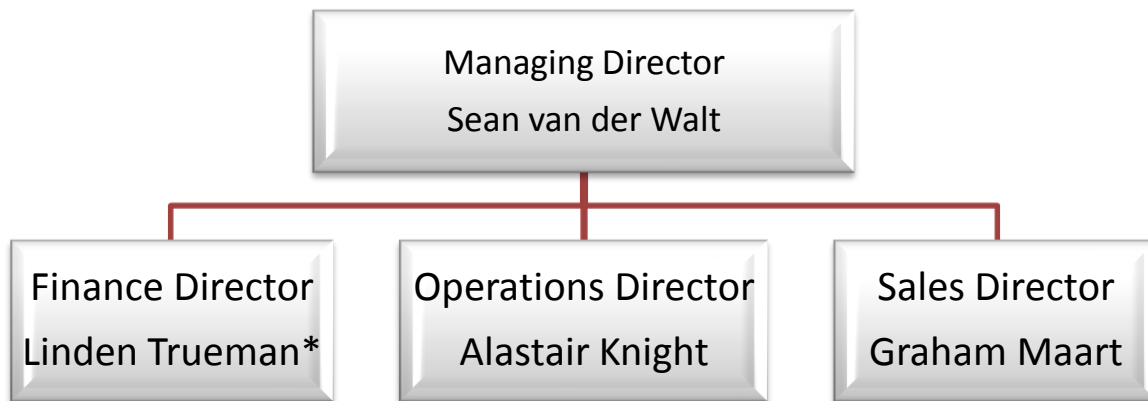 Managing Director
Sean van der Walt
Finance Director
Linden Trueman*
Operations Director
Alastair Knight
Sales Director
Graham Maart